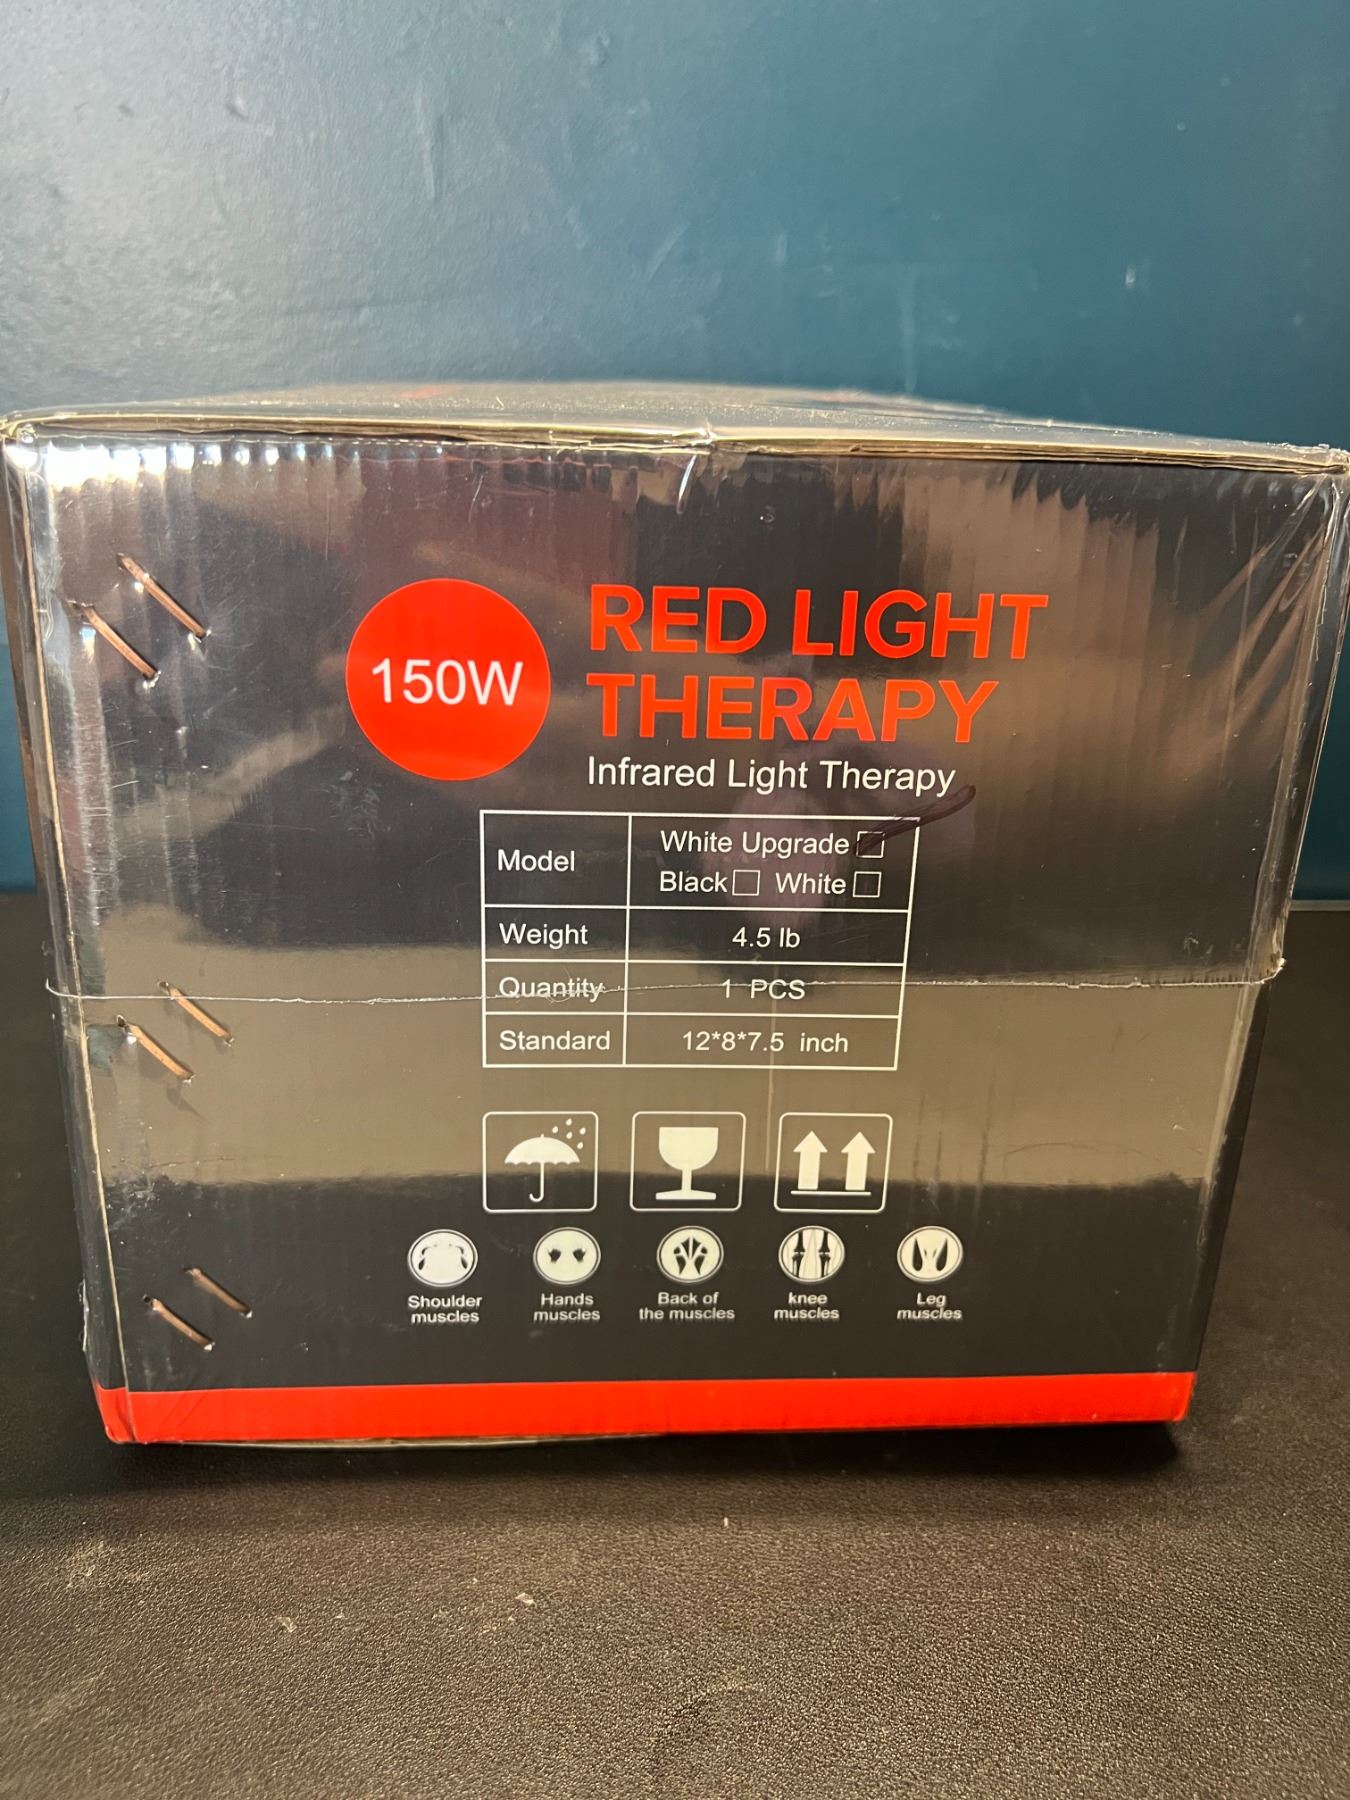 150W
RED LIGHT
THERAPY
Infrared Light Therapy
Model
White Upgrade
Black White
Weight 4.5 lb
Quantity 1 PCS
Standard 12*8*7.5 inch
Shoulder
muscles
Hands
muscles
Back of
the muscles
knee
muscles
Leg
muscles